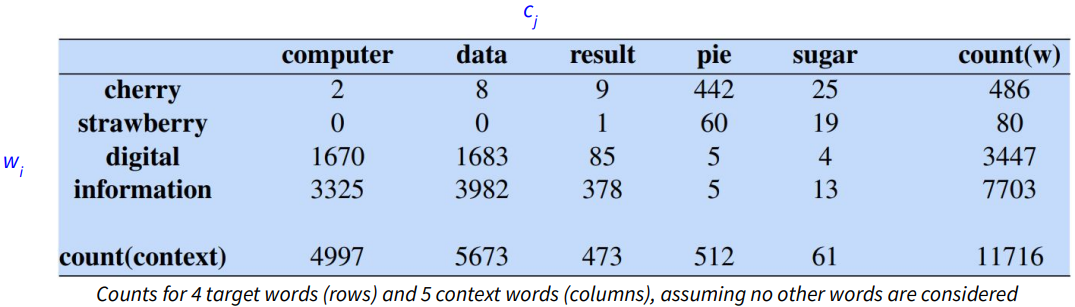 c j
computer data result pie sugar count(w)
cherry 2 8 9 442 25 486
strawberry 0 0 1 60 19 80
w i
digital 1670 1683 85 5 4 3447
information 3325 3982 378 5 13 7703
count(context) 4997 5673 473 512 61 11716
Counts for 4 target words (rows) and 5 context words (columns), assuming no other words are considered